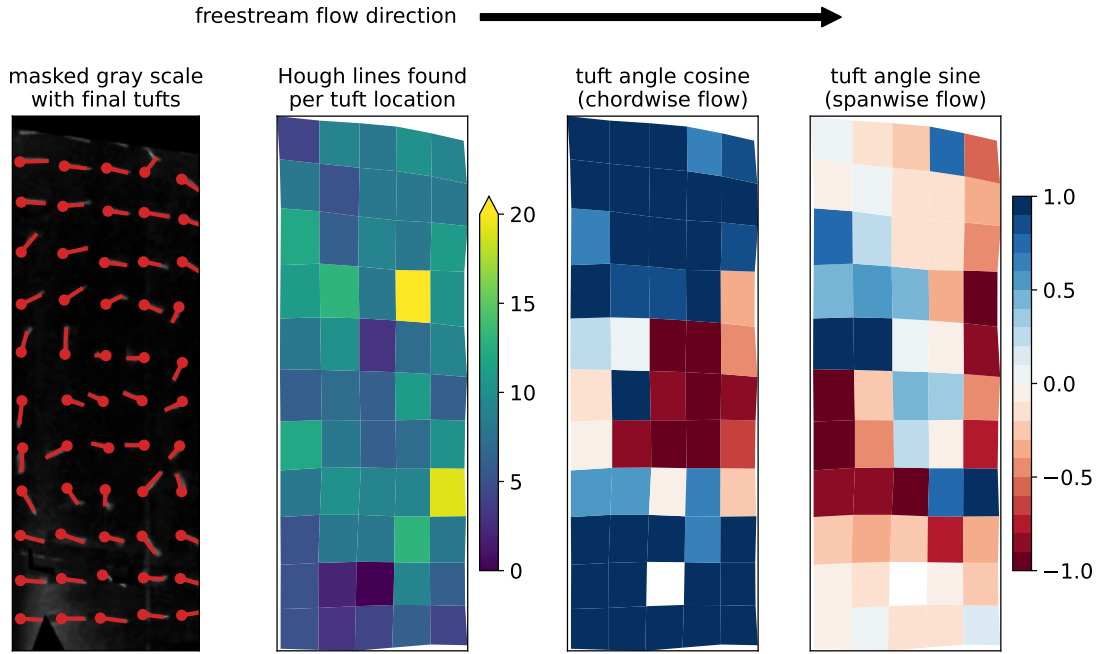 freestream flow direction
masked gray scale
with final tufts
Hough lines found
per tuft location
tuft angle cosine
(chordwise flow)
tuft angle sine
(spanwise flow)
20
15
10
5
0
1.0
0.5
0.0
−0.5
−1.0